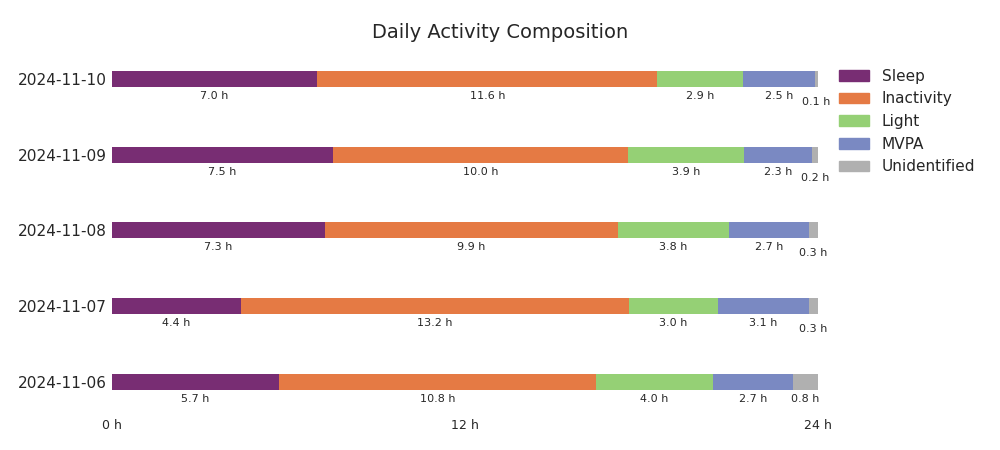 Daily Activity Composition
2024-11-10
7.0 h 11.6 h 2.9 h 2.5 h 0.1 h
2024-11-09
7.5 h 10.0 h 3.9 h 2.3 h 0.2 h
2024-11-08
7.3 h 9.9 h 3.8 h 2.7 h 0.3 h
2024-11-07
4.4 h 13.2 h 3.0 h 3.1 h 0.3 h
2024-11-06
5.7 h 10.8 h 4.0 h 2.7 h 0.8 h
0 h 12 h 24 h
Sleep
Inactivity
Light
MVPA
Unidentified